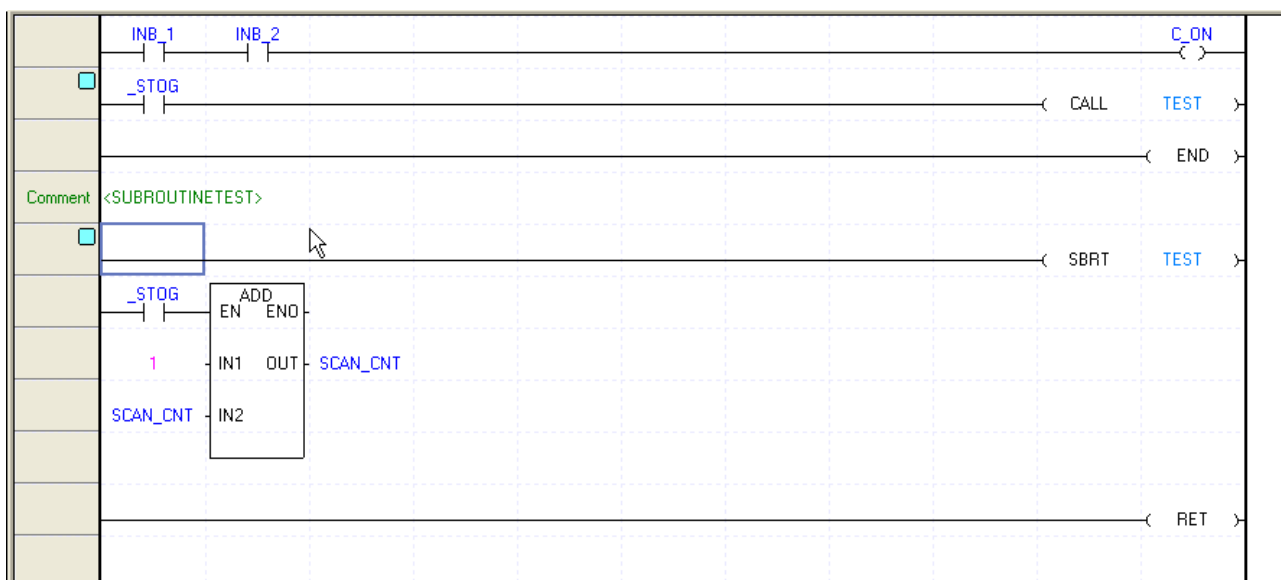 INB_1 INB_2 C_ON
_STOG CALL TEST
END
Comment <SUBROUTINETEST>
SBRT TEST
_STOG ADD
EN ENO
1 IN1 OUT SCAN_CNT
SCAN_CNT IN2
RET